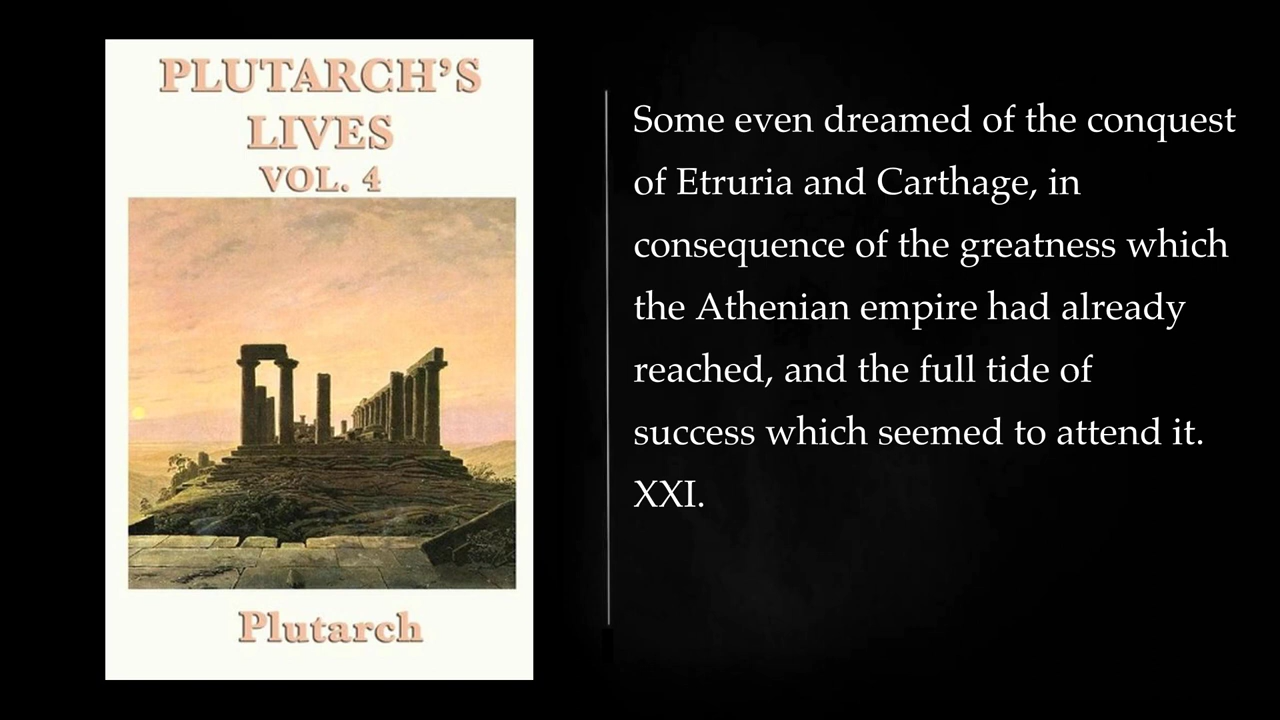 PLUTARCH'S
LIVES
VOL. 4
Plutarch
Some even dreamed of the conquest
of Etruria and Carthage, in
consequence of the greatness which
the Athenian empire had already
reached, and the full tide of
success which seemed to attend it.
XXI.